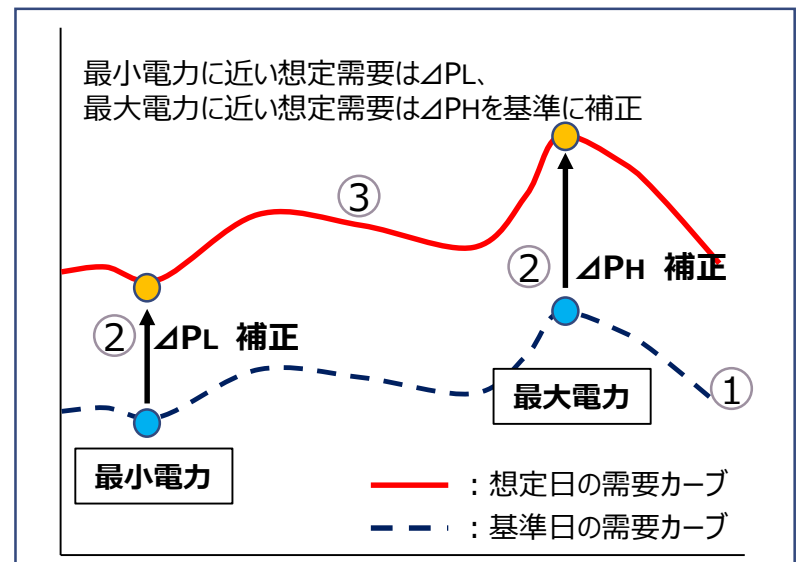 最小電力に近い想定需要は⊿PL、
最大電力に近い想定需要は⊿PHを基準に補正
③
②
⊿PH 補正
②
⊿PL 補正
①
最大電力
最小電力
：想定日の需要カーブ
：基準日の需要カーブ